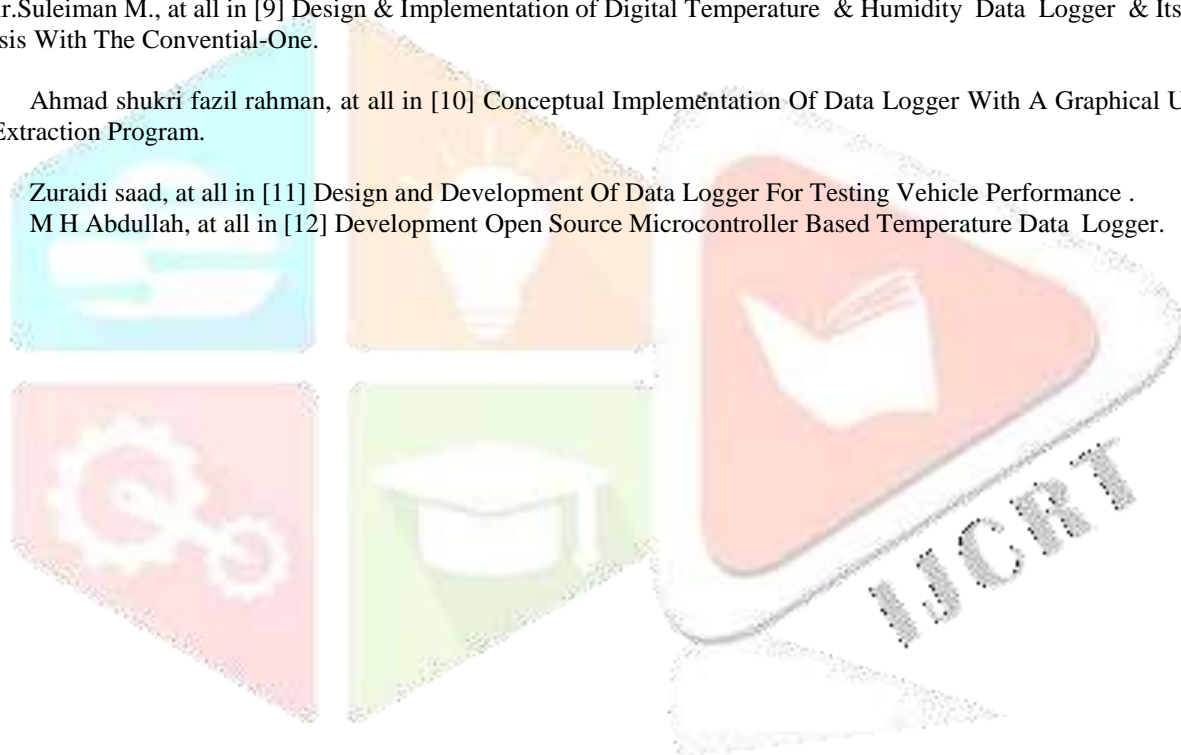 r.Suleiman M., at all in [9] Design & Implementation of Digital Temperature & Humidity Data Logger & Its
sis With The Convential-One.
Ahmad shukri fazil rahman, at all in [10] Conceptual Implementation Of Data Logger With A Graphical U
Extraction Program.
Zuraidi saad, at all in [11] Design and Development Of Data Logger For Testing Vehicle Performance .
M H Abdullah, at all in [12] Development Open Source Microcontroller Based Temperature Data Logger.
IJCRT